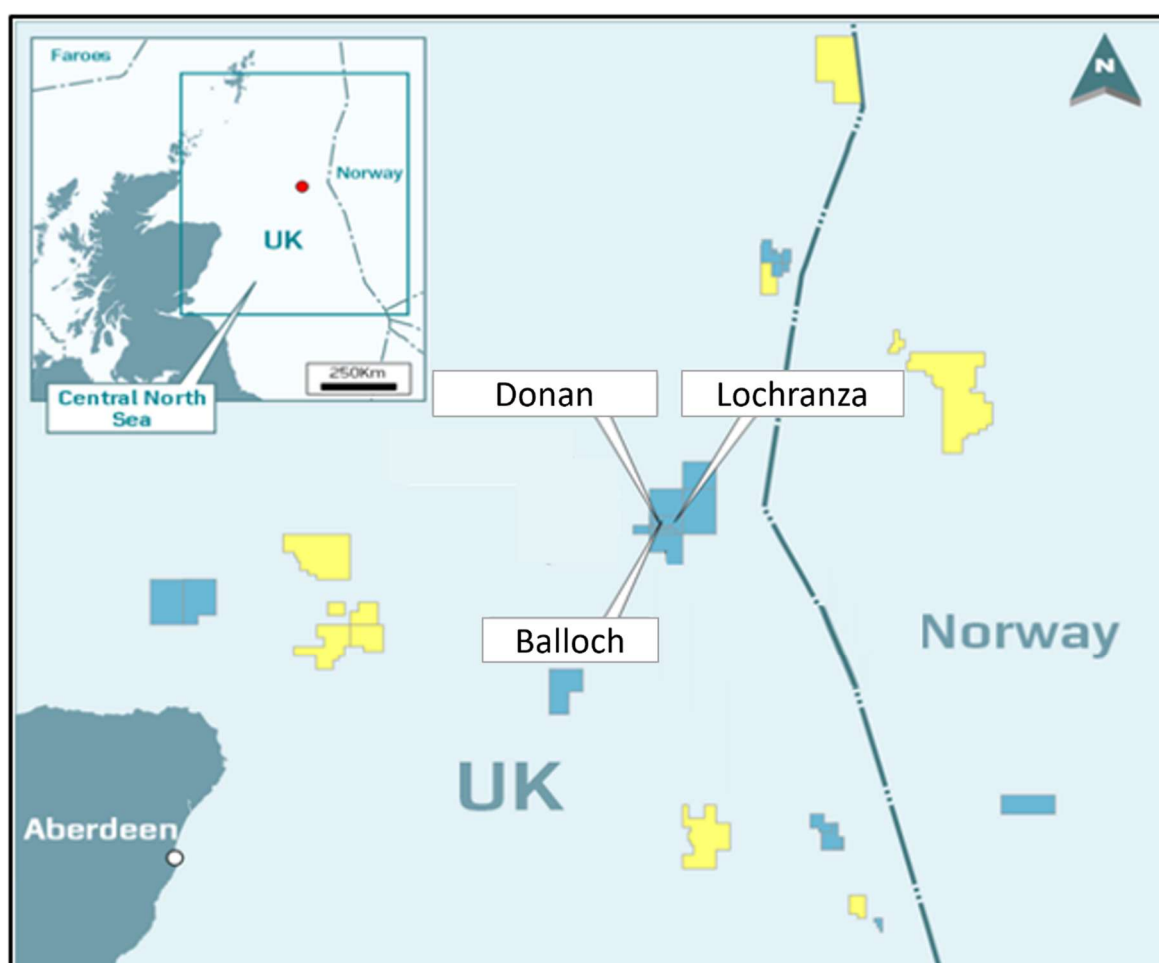 Faroes
Norway
UK
250Km
Central North
Sea
N
Donan
Lochranza
Balloch
Norway
UK
Aberdeen